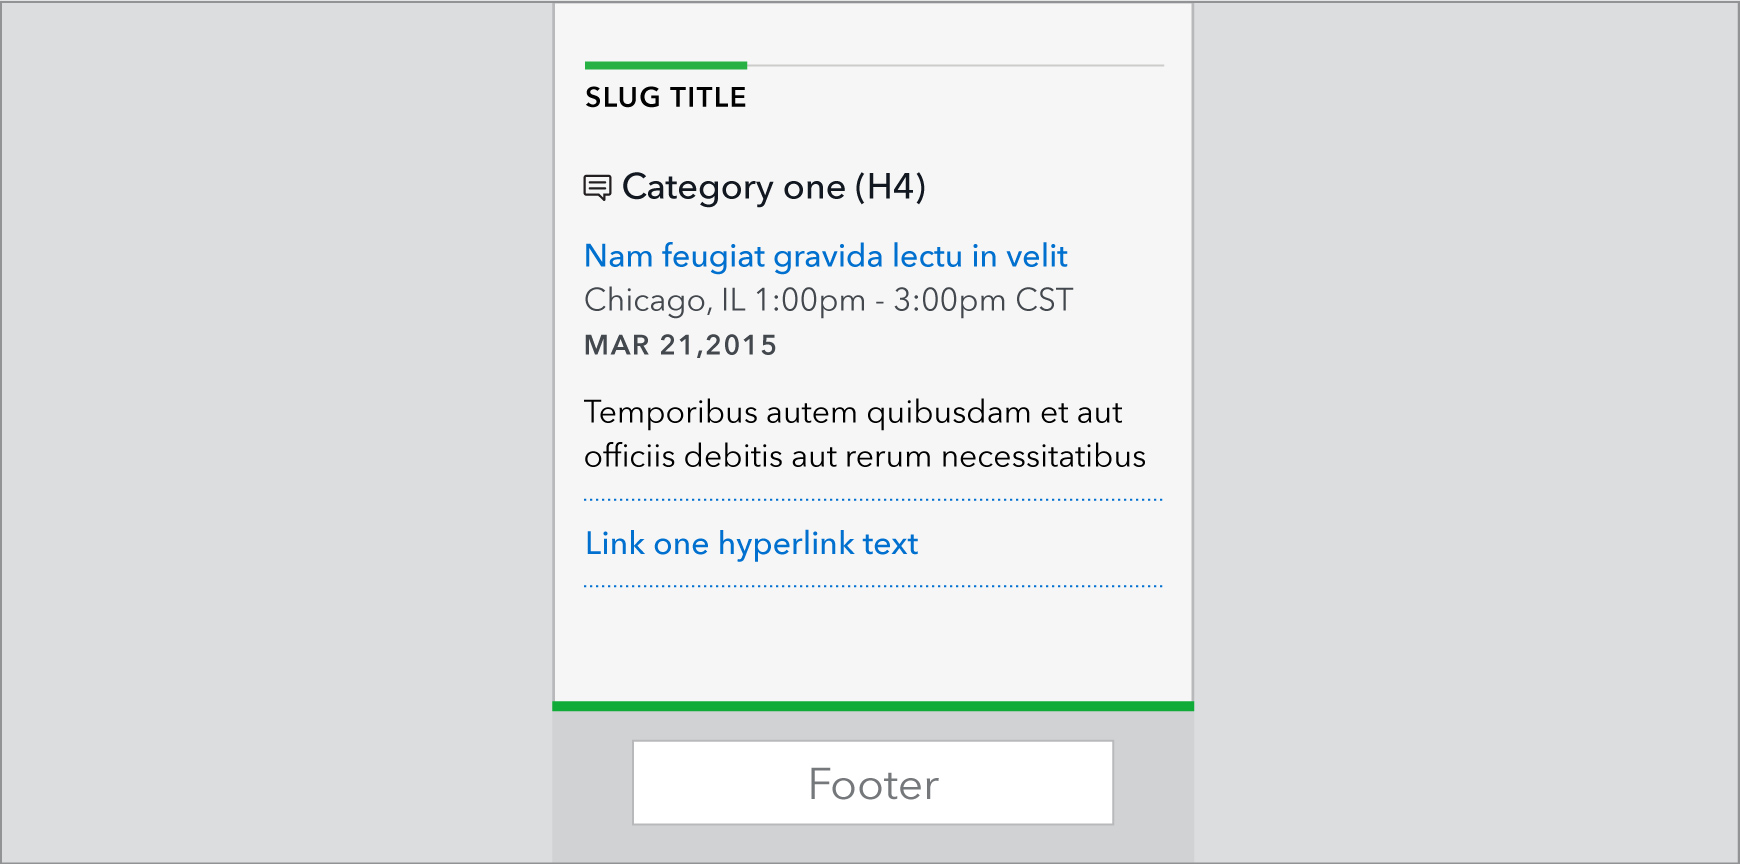 SLUG TITLE
Category one (H4)
Nam feugiat gravida lectu in velit
Chicago, IL 1:00pm - 3:00pm CST
MAR 21,2015
Temporibus autem quibusdam et aut
officiis debitis aut rerum necessitatibus
Link one hyperlink text
Footer